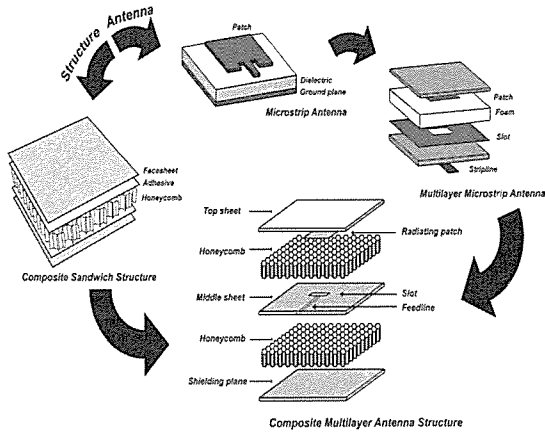 Structure Antenna
Patch
Dielectric
Ground plane
Microstrip Antenna
Patch
Foam
Slot
Stripline
Multilayer Microstrip Antenna
Facesheet
Adhesive
Honeycomb
Composite Sandwich Structure
Top sheet
Radiating patch
Honeycomb
Middle sheet
Slot
Feedline
Honeycomb
Shielding plane
Composite Multilayer Antenna Structure